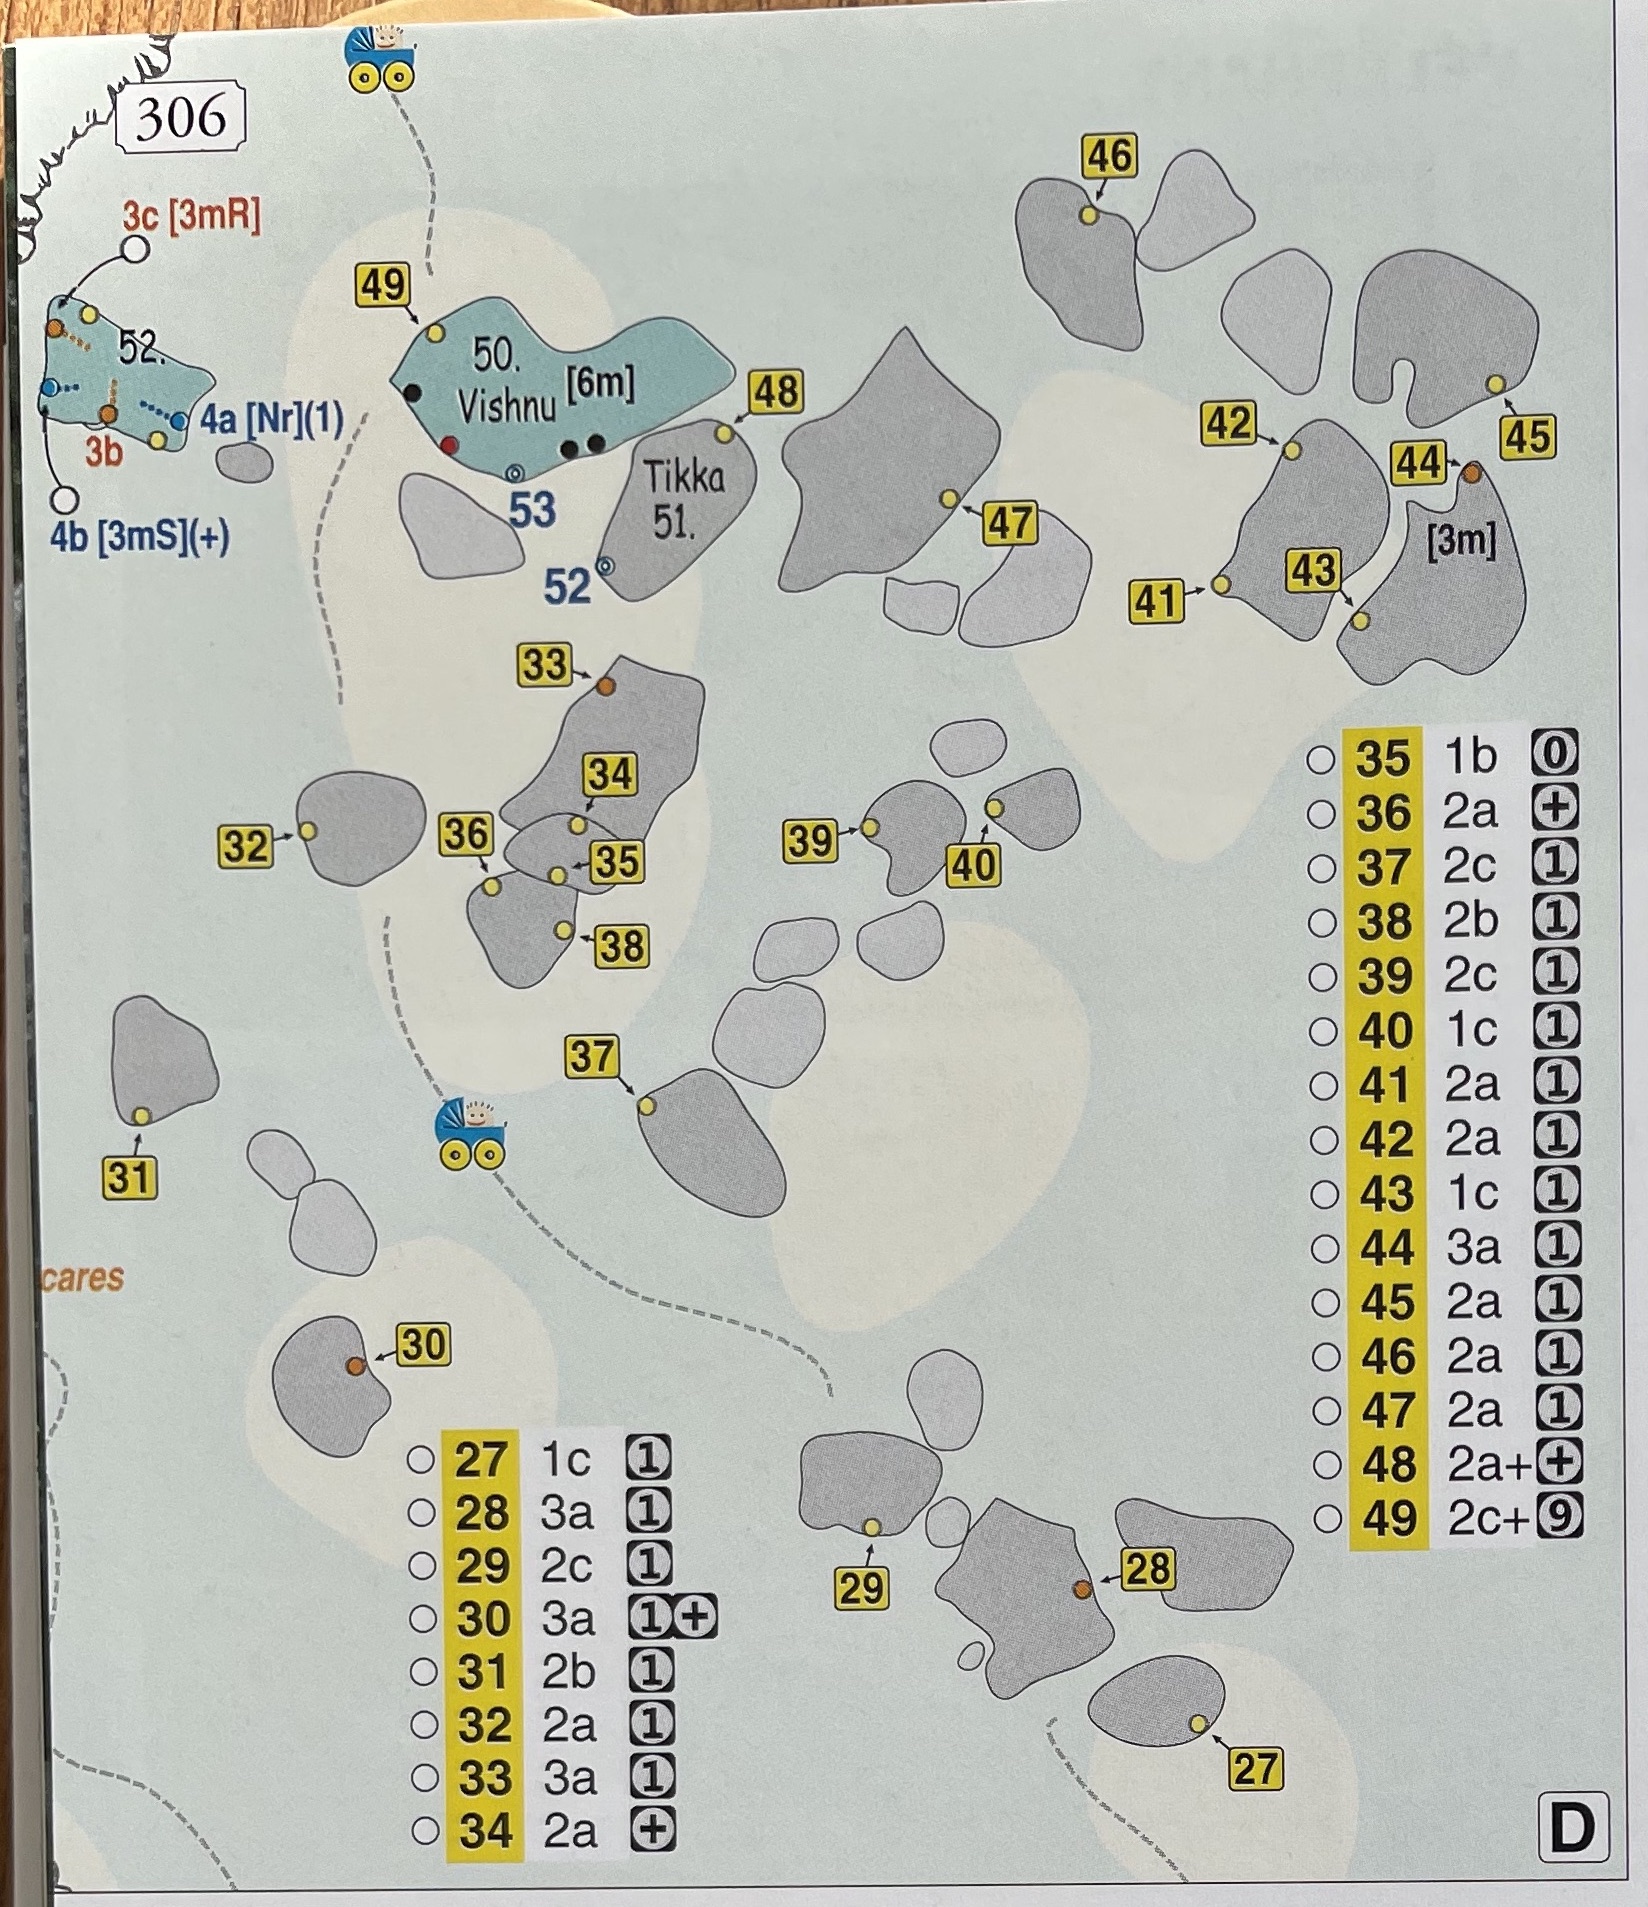 306
3c [3mR]
52.
3b
4a [Nr](1)
4b [3mS](+)
49
50.
Vishnu [6m]
53
48
Tikka
51.
52
47
46
45
42
44
[3m]
43
41
33
34
36
35
38
32
39
40
37
31
cares
30
29
28
27
35 1b 0
36 2a +
37 2c 1
38 2b 1
39 2c 1
40 1c 1
41 2a 1
42 2a 1
43 1c 1
44 3a 1
45 2a 1
46 2a 1
47 2a 1
48 2a+ +
49 2c+ 9
27 1c 1
28 3a 1
29 2c 1
30 3a 1 +
31 2b 1
32 2a 1
33 3a 1
34 2a +
D